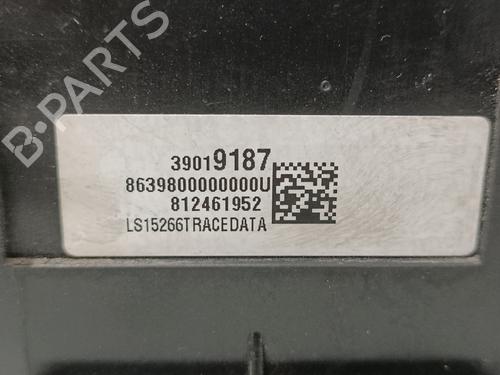 B-PARTS
39019187
8639800000000U
812461952
LS15266TRACEDATA